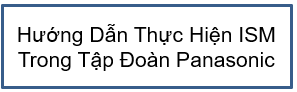 Hướng Dẫn Thực Hiện ISM
Trong Tập Đoàn Panasonic